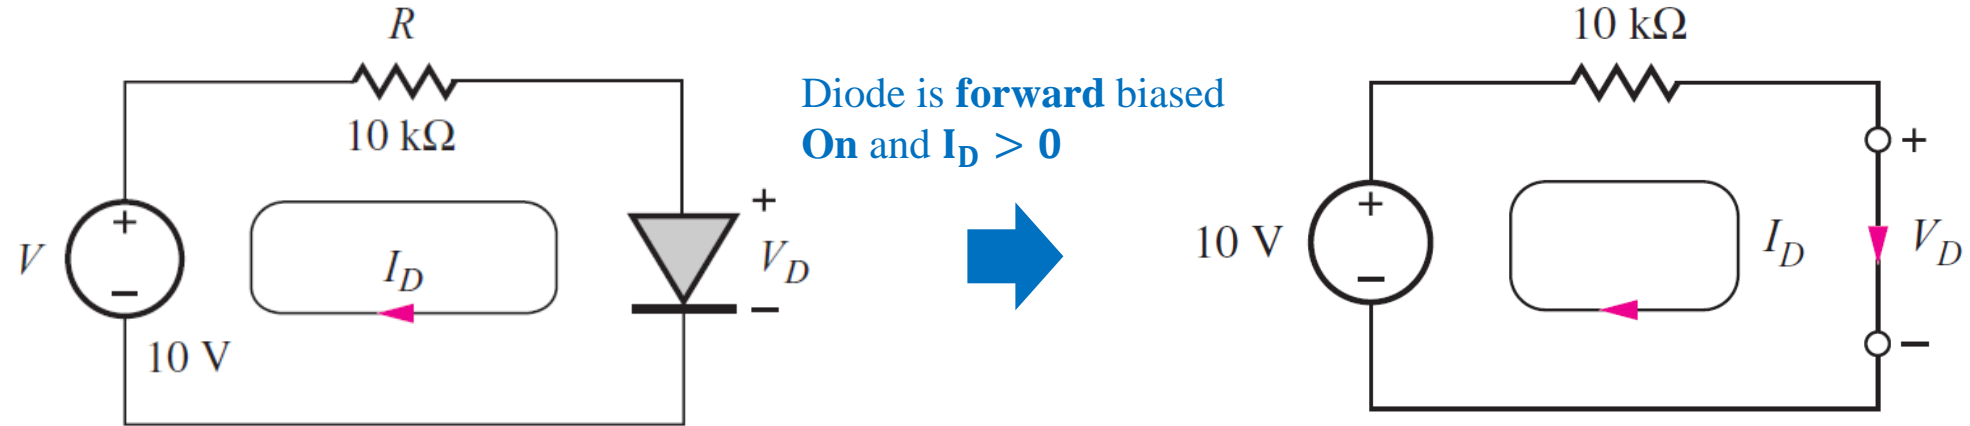 R
10 kΩ
V
+
−
10 V
I_D
+
V_D
−
Diode is forward biased
On and I_D > 0
10 kΩ
10 V
+
−
I_D
+
V_D
−